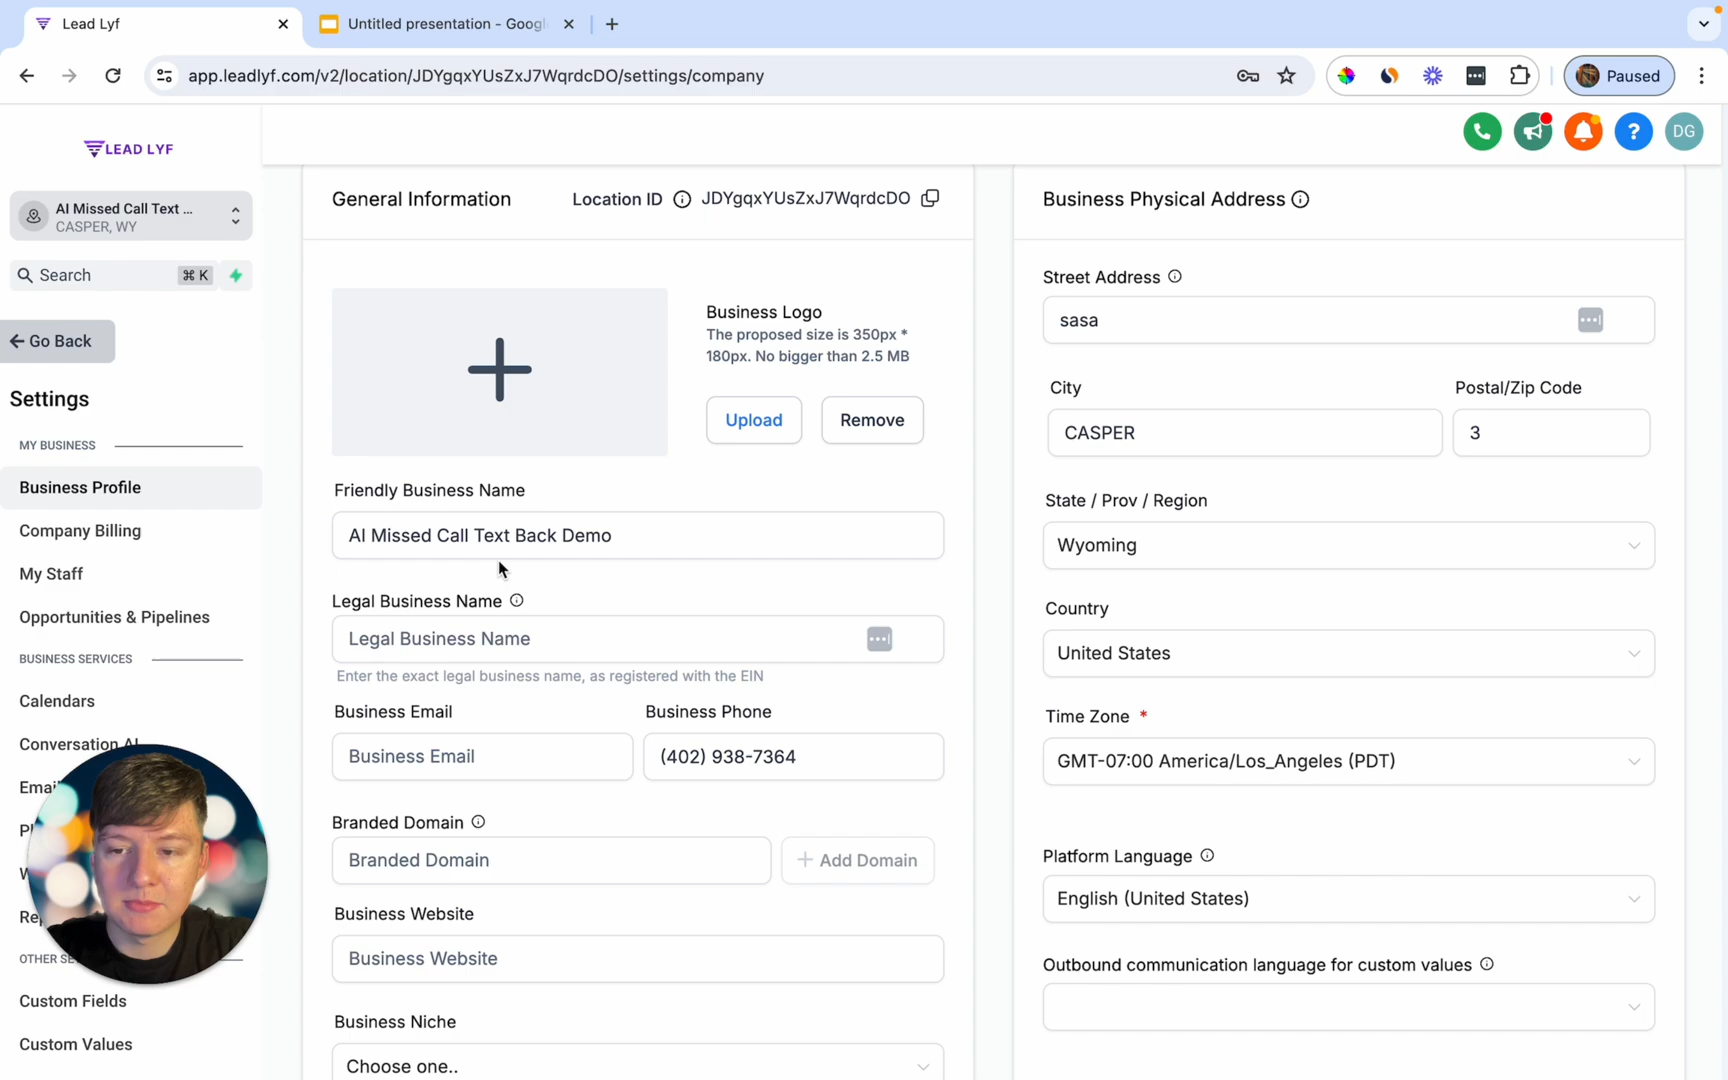 Lead Lyf
Untitled presentation - Googl
app.leadlyf.com/v2/location/JDYgqxYUsZxJ7WqrdcDO/settings/company
Paused
LEAD LYF
DG
AI Missed Call Text ...
CASPER, WY
Search
⌘ K
Go Back
Settings
MY BUSINESS
Business Profile
Company Billing
My Staff
Opportunities & Pipelines
BUSINESS SERVICES
Calendars
Conversation AI
Emai
OTHER SE
Custom Fields
Custom Values
General Information
Location ID
JDYgqxYUsZxJ7WqrdcDO
Business Logo
The proposed size is 350px *
180px. No bigger than 2.5 MB
Upload
Remove
Friendly Business Name
AI Missed Call Text Back Demo
Legal Business Name
Legal Business Name
Enter the exact legal business name, as registered with the EIN
Business Email
Business Phone
Business Email
(402) 938-7364
Branded Domain
Branded Domain
+ Add Domain
Business Website
Business Website
Business Niche
Choose one..
Business Physical Address
Street Address
sasa
City
Postal/Zip Code
CASPER
3
State / Prov / Region
Wyoming
Country
United States
Time Zone *
GMT-07:00 America/Los_Angeles (PDT)
Platform Language
English (United States)
Outbound communication language for custom values